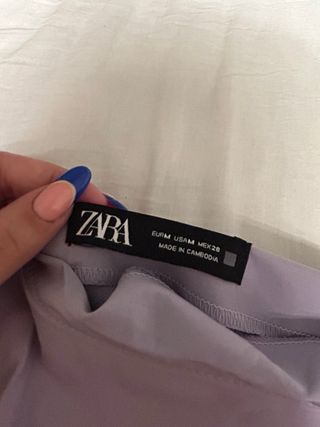 ZARA
EUR M USA M MEX 28
MADE IN CAMBODIA